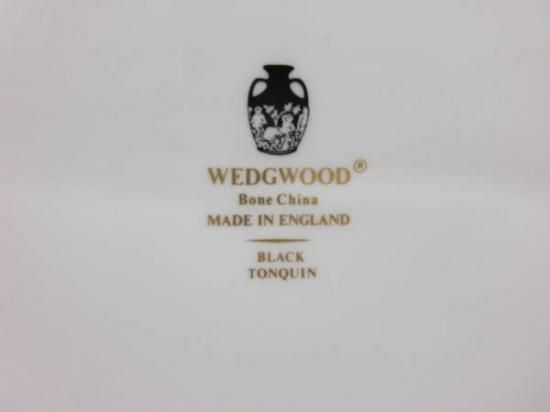 WEDGWOOD®
Bone China
MADE IN ENGLAND
BLACK
TONQUIN